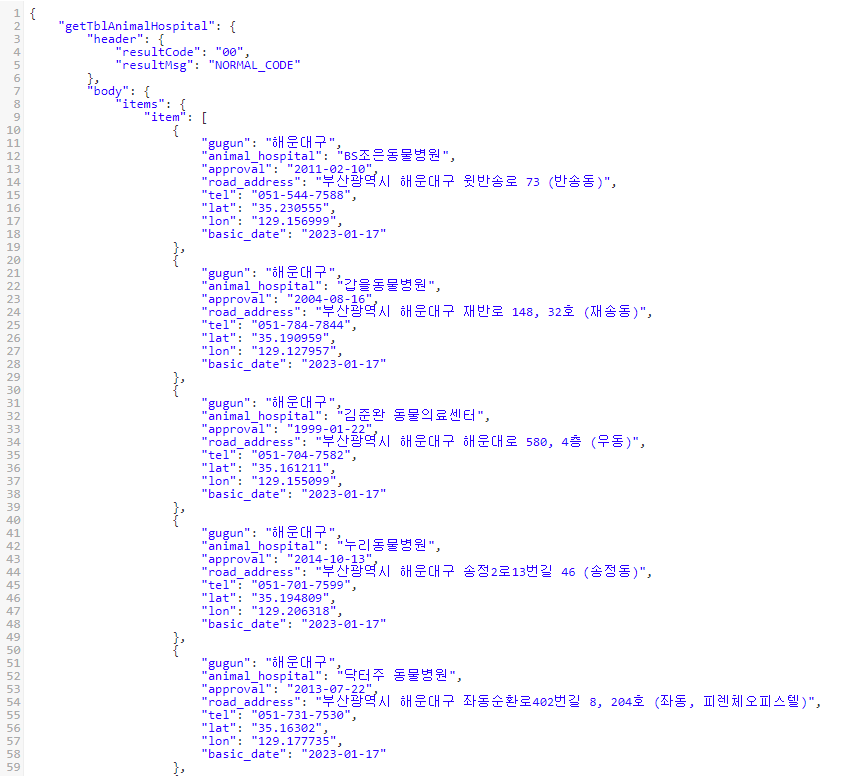 1 {
2 "getTblAnimalHospital": {
3 "header": {
4 "resultCode": "00",
5 "resultMsg": "NORMAL_CODE"
6 },
7 "body": {
8 "items": {
9 "item": [
10 {
11 "gugun": "해운대구",
12 "animal_hospital": "BS조은동물병원",
13 "approval": "2011-02-10",
14 "road_address": "부산광역시 해운대구 윗반송로 73 (반송동)",
15 "tel": "051-544-7588",
16 "lat": "35.230555",
17 "lon": "129.156999",
18 "basic_date": "2023-01-17"
19 },
20 {
21 "gugun": "해운대구",
22 "animal_hospital": "갑을동물병원",
23 "approval": "2004-08-16",
24 "road_address": "부산광역시 해운대구 재반로 148, 32호 (재송동)",
25 "tel": "051-784-7844",
26 "lat": "35.190959",
27 "lon": "129.127957",
28 "basic_date": "2023-01-17"
29 },
30 {
31 "gugun": "해운대구",
32 "animal_hospital": "김준완 동물의료센터",
33 "approval": "1999-01-22",
34 "road_address": "부산광역시 해운대구 해운대로 580, 4층 (우동)",
35 "tel": "051-704-7582",
36 "lat": "35.161211",
37 "lon": "129.155099",
38 "basic_date": "2023-01-17"
39 },
40 {
41 "gugun": "해운대구",
42 "animal_hospital": "누리동물병원",
43 "approval": "2014-10-13",
44 "road_address": "부산광역시 해운대구 송정2로13번길 46 (송정동)",
45 "tel": "051-701-7599",
46 "lat": "35.194809",
47 "lon": "129.206318",
48 "basic_date": "2023-01-17"
49 },
50 {
51 "gugun": "해운대구",
52 "animal_hospital": "닥터주 동물병원",
53 "approval": "2013-07-22",
54 "road_address": "부산광역시 해운대구 좌동순환로402번길 8, 204호 (좌동, 피렌체오피스텔)",
55 "tel": "051-731-7530",
56 "lat": "35.16302",
57 "lon": "129.177735",
58 "basic_date": "2023-01-17"
59 },